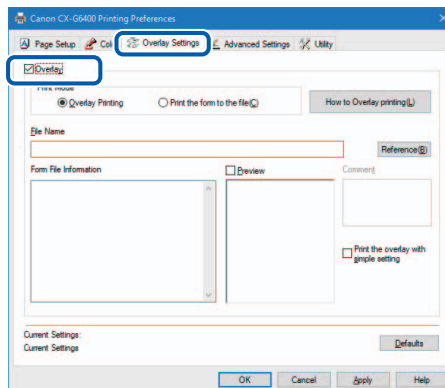 Canon CX-G6400 Printing Preferences
Page Setup Col Overlay Settings Advanced Settings Utility
Overlay
Print Mode
Overlay Printing Print the form to the file(C) How to Overlay printing(L)
File Name
Reference(B)
Form File Information Preview Comment
Print the overlay with
simple setting
Current Settings:
Current Settings
Defaults
OK Cancel Apply Help